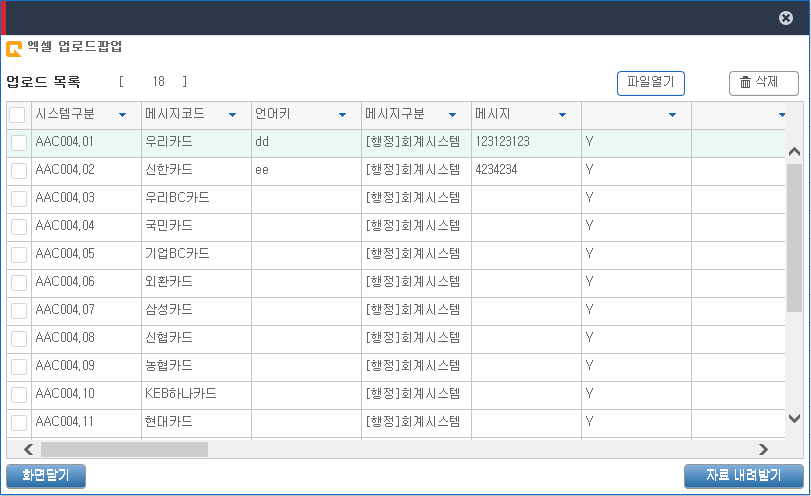 엑셀 업로드팝업
업로드 목록 [ 18 ] 파일열기 삭제
시스템구분 메시지코드 언어키 메시지구분 메시지
AAC004.01 우리카드 dd [행정]회계시스템 123123123 Y
AAC004.02 신한카드 ee [행정]회계시스템 4234234 Y
AAC004.03 우리BC카드 [행정]회계시스템 Y
AAC004.04 국민카드 [행정]회계시스템 Y
AAC004.05 기업BC카드 [행정]회계시스템 Y
AAC004.06 외환카드 [행정]회계시스템 Y
AAC004.07 삼성카드 [행정]회계시스템 Y
AAC004.08 신협카드 [행정]회계시스템 Y
AAC004.09 농협카드 [행정]회계시스템 Y
AAC004.10 KEB하나카드 [행정]회계시스템 Y
AAC004.11 현대카드 [행정]회계시스템 Y
화면닫기 자료 내려받기